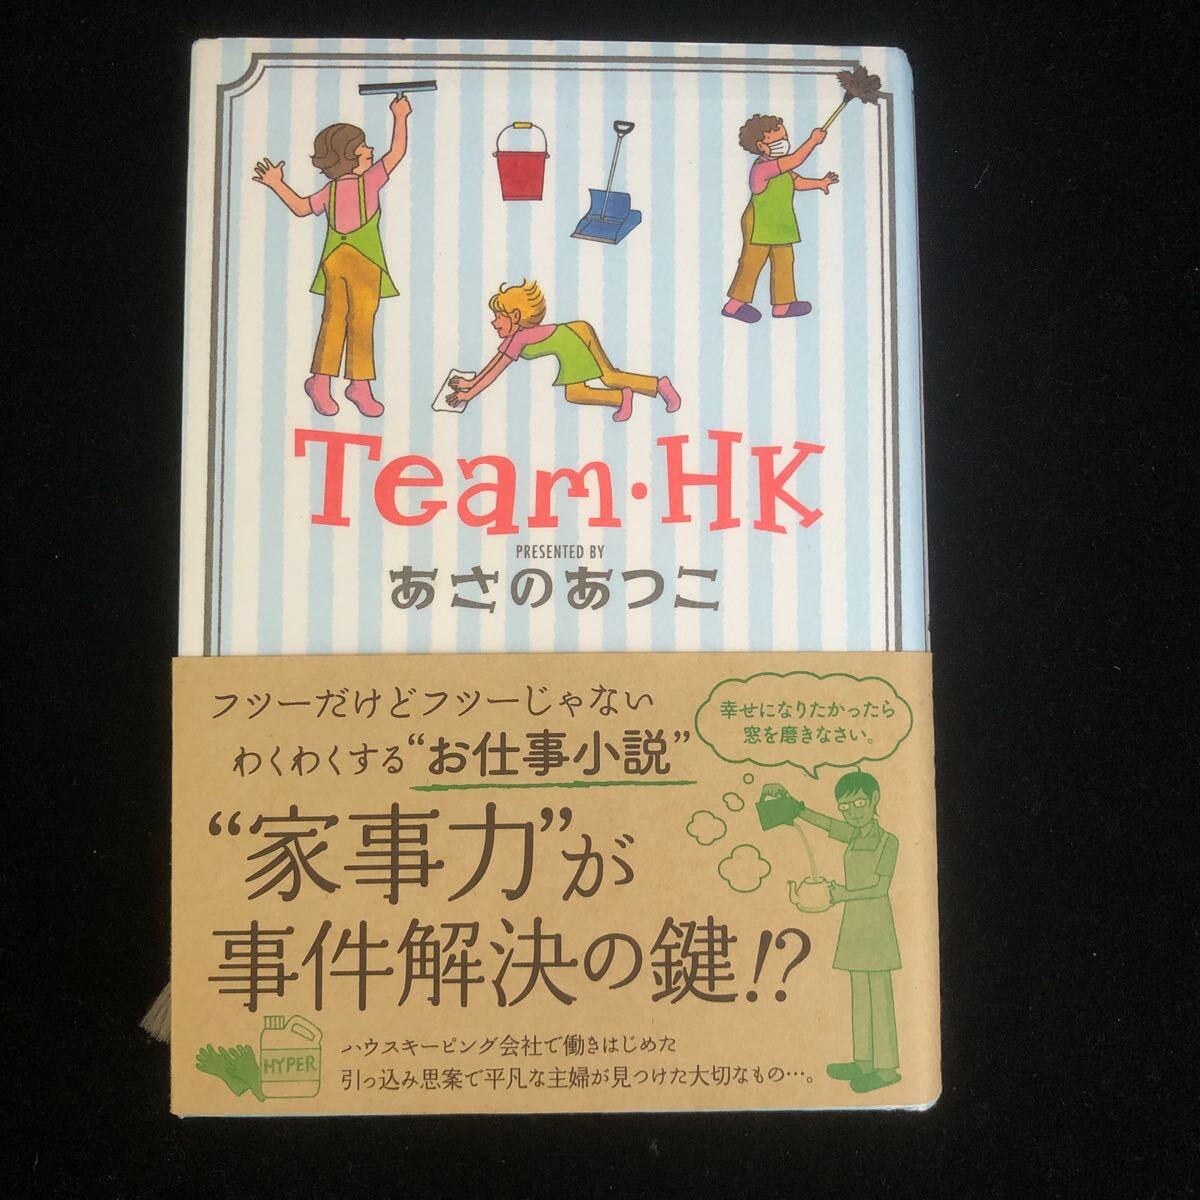 Team・HK
PRESENTED BY
あさのあつこ
フツーだけどフツーじゃない
わくわくする“お仕事小説”
幸せになりたかったら
窓を磨きなさい。
“家事力”が
事件解決の鍵!?
HYPER
ハウスキーピング会社で働きはじめた
引っ込み思案で平凡な主婦が見つけた大切なもの…。